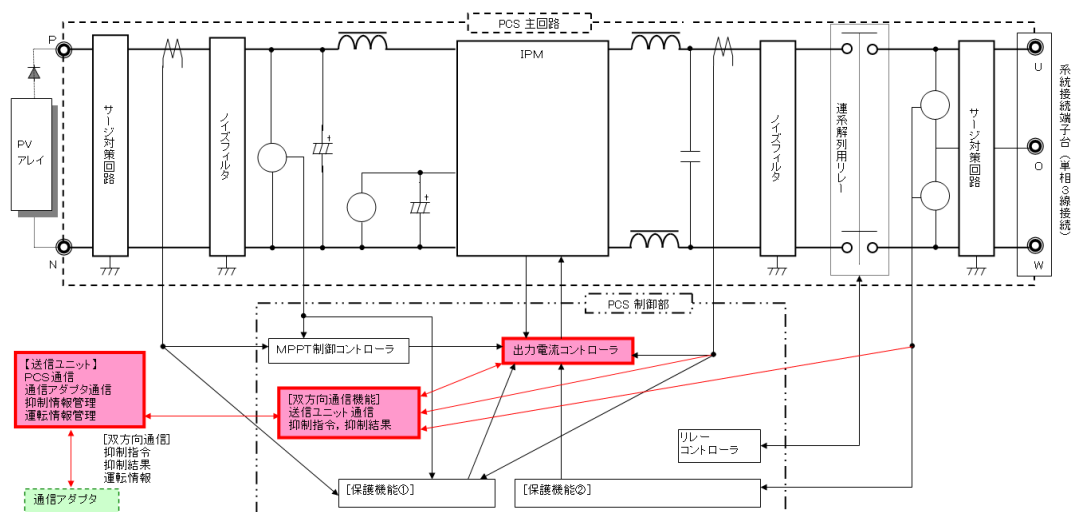 PCS 主回路
P
N
PV
アレイ
サージ対策回路
ノイズフィルタ
+
+
IPM
ノイズフィルタ
連系解列用リレー
サージ対策回路
U
O
W
系統接続端子台(単相3線接続)
PCS 制御部
MPPT制御コントローラ
出力電流コントローラ
【送信ユニット】
PCS通信
通信アダプタ通信
抑制情報管理
運転情報管理
[双方向通信機能]
送信ユニット通信
抑制指令, 抑制結果
[双方向通信]
抑制指令
抑制結果
運転情報
リレー
コントローラ
[保護機能①]
[保護機能②]
通信アダプタ